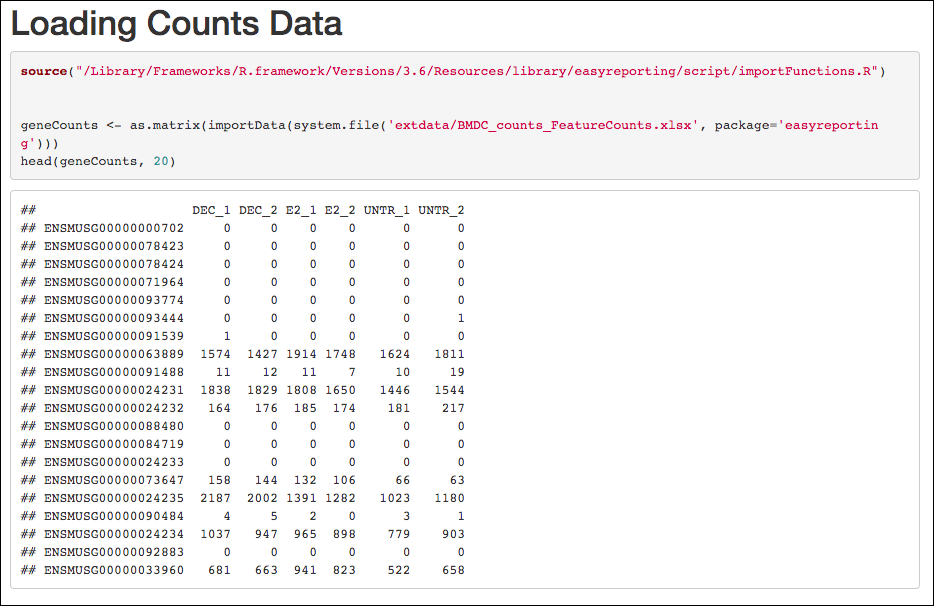 Loading Counts Data
source("/Library/Frameworks/R.framework/Versions/3.6/Resources/library/easyreporting/script/importFunctions.R")
geneCounts <- as.matrix(importData(system.file('extdata/BMDC_counts_FeatureCounts.xlsx', package='easyreportin
g')))
head(geneCounts, 20)
##                    DEC_1 DEC_2 E2_1 E2_2 UNTR_1 UNTR_2
## ENSMUSG00000000702     0     0    0    0      0      0
## ENSMUSG00000078423     0     0    0    0      0      0
## ENSMUSG00000078424     0     0    0    0      0      0
## ENSMUSG00000071964     0     0    0    0      0      0
## ENSMUSG00000093774     0     0    0    0      0      0
## ENSMUSG00000093444     0     0    0    0      0      1
## ENSMUSG00000091539     1     0    0    0      0      0
## ENSMUSG00000063889  1574  1427 1914 1748   1624   1811
## ENSMUSG00000091488    11    12   11    7     10     19
## ENSMUSG00000024231  1838  1829 1808 1650   1446   1544
## ENSMUSG00000024232   164   176  185  174    181    217
## ENSMUSG00000088480     0     0    0    0      0      0
## ENSMUSG00000084719     0     0    0    0      0      0
## ENSMUSG00000024233     0     0    0    0      0      0
## ENSMUSG00000073647   158   144  132  106     66     63
## ENSMUSG00000024235  2187  2002 1391 1282   1023   1180
## ENSMUSG00000090484     4     5    2    0      3      1
## ENSMUSG00000024234  1037   947  965  898    779    903
## ENSMUSG00000092883     0     0    0    0      0      0
## ENSMUSG00000033960   681   663  941  823    522    658